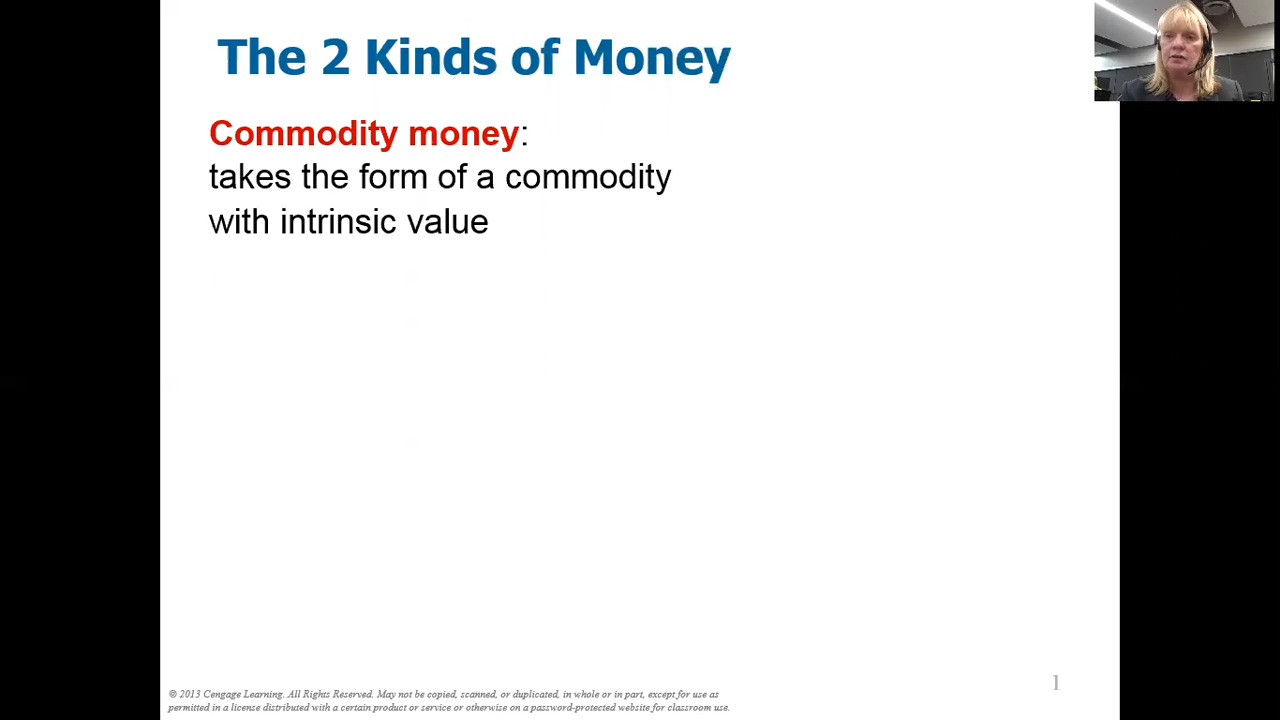 The 2 Kinds of Money
Commodity money:
takes the form of a commodity
with intrinsic value
© 2013 Cengage Learning. All Rights Reserved. May not be copied, scanned, or duplicated, in whole or in part, except for use as
permitted in a license distributed with a certain product or service or otherwise on a password-protected website for classroom use.
1